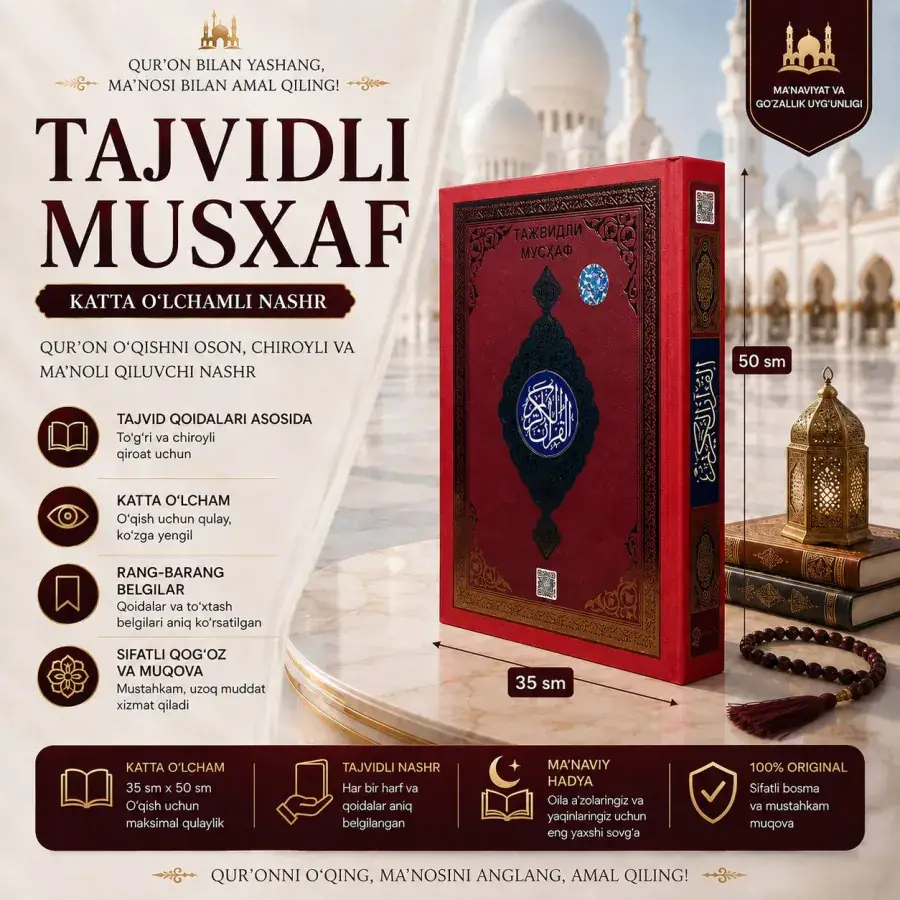 QUR'ON BILAN YASHANG,
MA'NOSI BILAN AMAL QILING!
TAJVIDLI
MUSXAF
KATTA O'LCHAMLI NASHR
QUR'ON O'QISHNI OSON, CHIROYLI VA
MA'NOLI QILUVCHI NASHR
TAJVID QOIDALARI ASOSIDA
To'g'ri va chiroyli
qiroat uchun
KATTA O'LCHAM
O'qish uchun qulay,
ko'zga yengil
RANG-BARANG
BELGILAR
Qoidalar va to'xtash
belgilari aniq ko'rsatilgan
SIFATLI QOG'OZ
VA MUQOVA
Mustahkam, uzoq muddat
xizmat qiladi
MA'NAVIYAT VA
GO'ZALLIK UYG'UNLIGI
ТАЖВИДЛИ
МУСҲАФ
القرآن الكريم
القرآن الكريم
50 sm
35 sm
KATTA O'LCHAM
35 sm x 50 sm
O'qish uchun
maksimal qulaylik
TAJVIDLI NASHR
Har bir harf va
qoidalar aniq
belgilangan
MA'NAVIY
HADYA
Oila a'zolaringiz va
yaqinlaringiz uchun
eng yaxshi sovg'a
100% ORIGINAL
Sifatli bosma
va mustahkam
muqova
QUR'ONNI O'QING, MA'NOSINI ANGLANG, AMAL QILING!